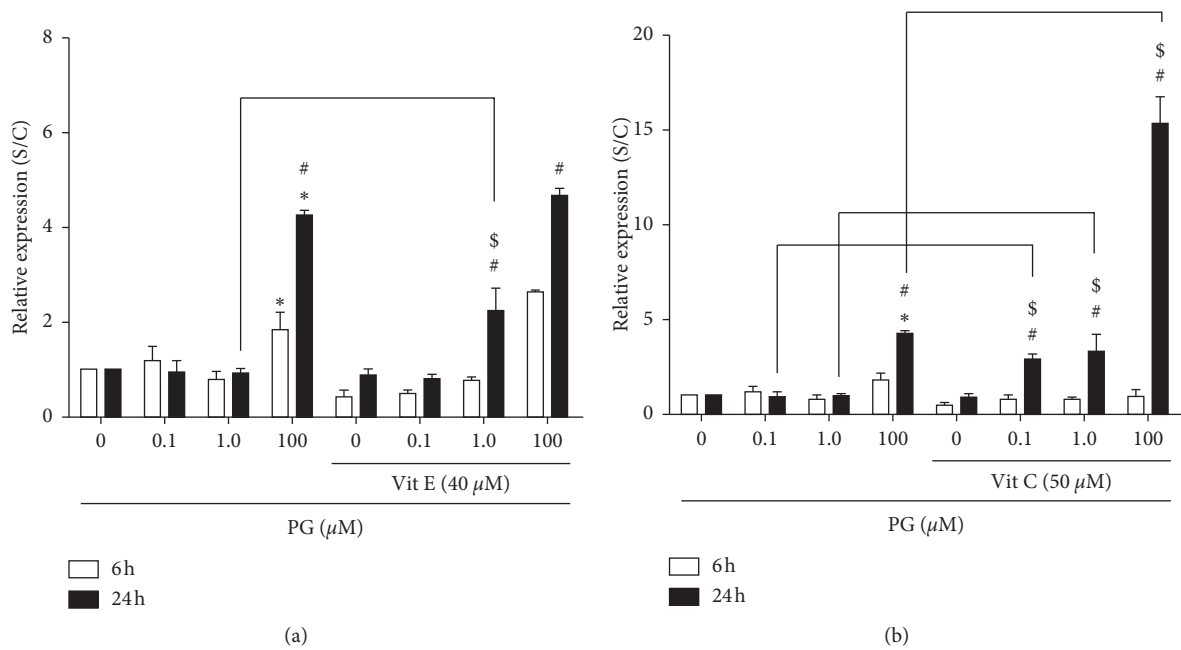 8
6
4
2
0
Relative expression (S/C)
*
#
*
$
#
#
0 0.1 1.0 100 0 0.1 1.0 100
Vit E (40 μM)
PG (μM)
6 h
24 h
(a)
20
15
10
5
0
Relative expression (S/C)
#
*
$
#
$
#
$
#
0 0.1 1.0 100 0 0.1 1.0 100
Vit C (50 μM)
PG (μM)
6 h
24 h
(b)